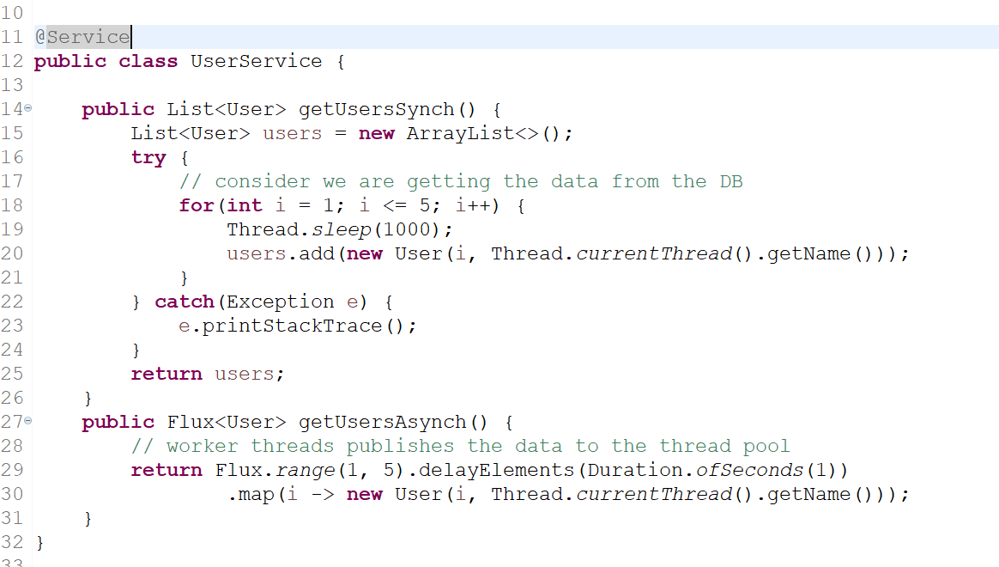 10
11 @Service
12 public class UserService {
13
14 public List<User> getUsersSynch() {
15 List<User> users = new ArrayList<>();
16 try {
17 // consider we are getting the data from the DB
18 for(int i = 1; i <= 5; i++) {
19 Thread.sleep(1000);
20 users.add(new User(i, Thread.currentThread().getName()));
21 }
22 } catch(Exception e) {
23 e.printStackTrace();
24 }
25 return users;
26 }
27 public Flux<User> getUsersAsynch() {
28 // worker threads publishes the data to the thread pool
29 return Flux.range(1, 5).delayElements(Duration.ofSeconds(1))
30 .map(i -> new User(i, Thread.currentThread().getName()));
31 }
32 }
33